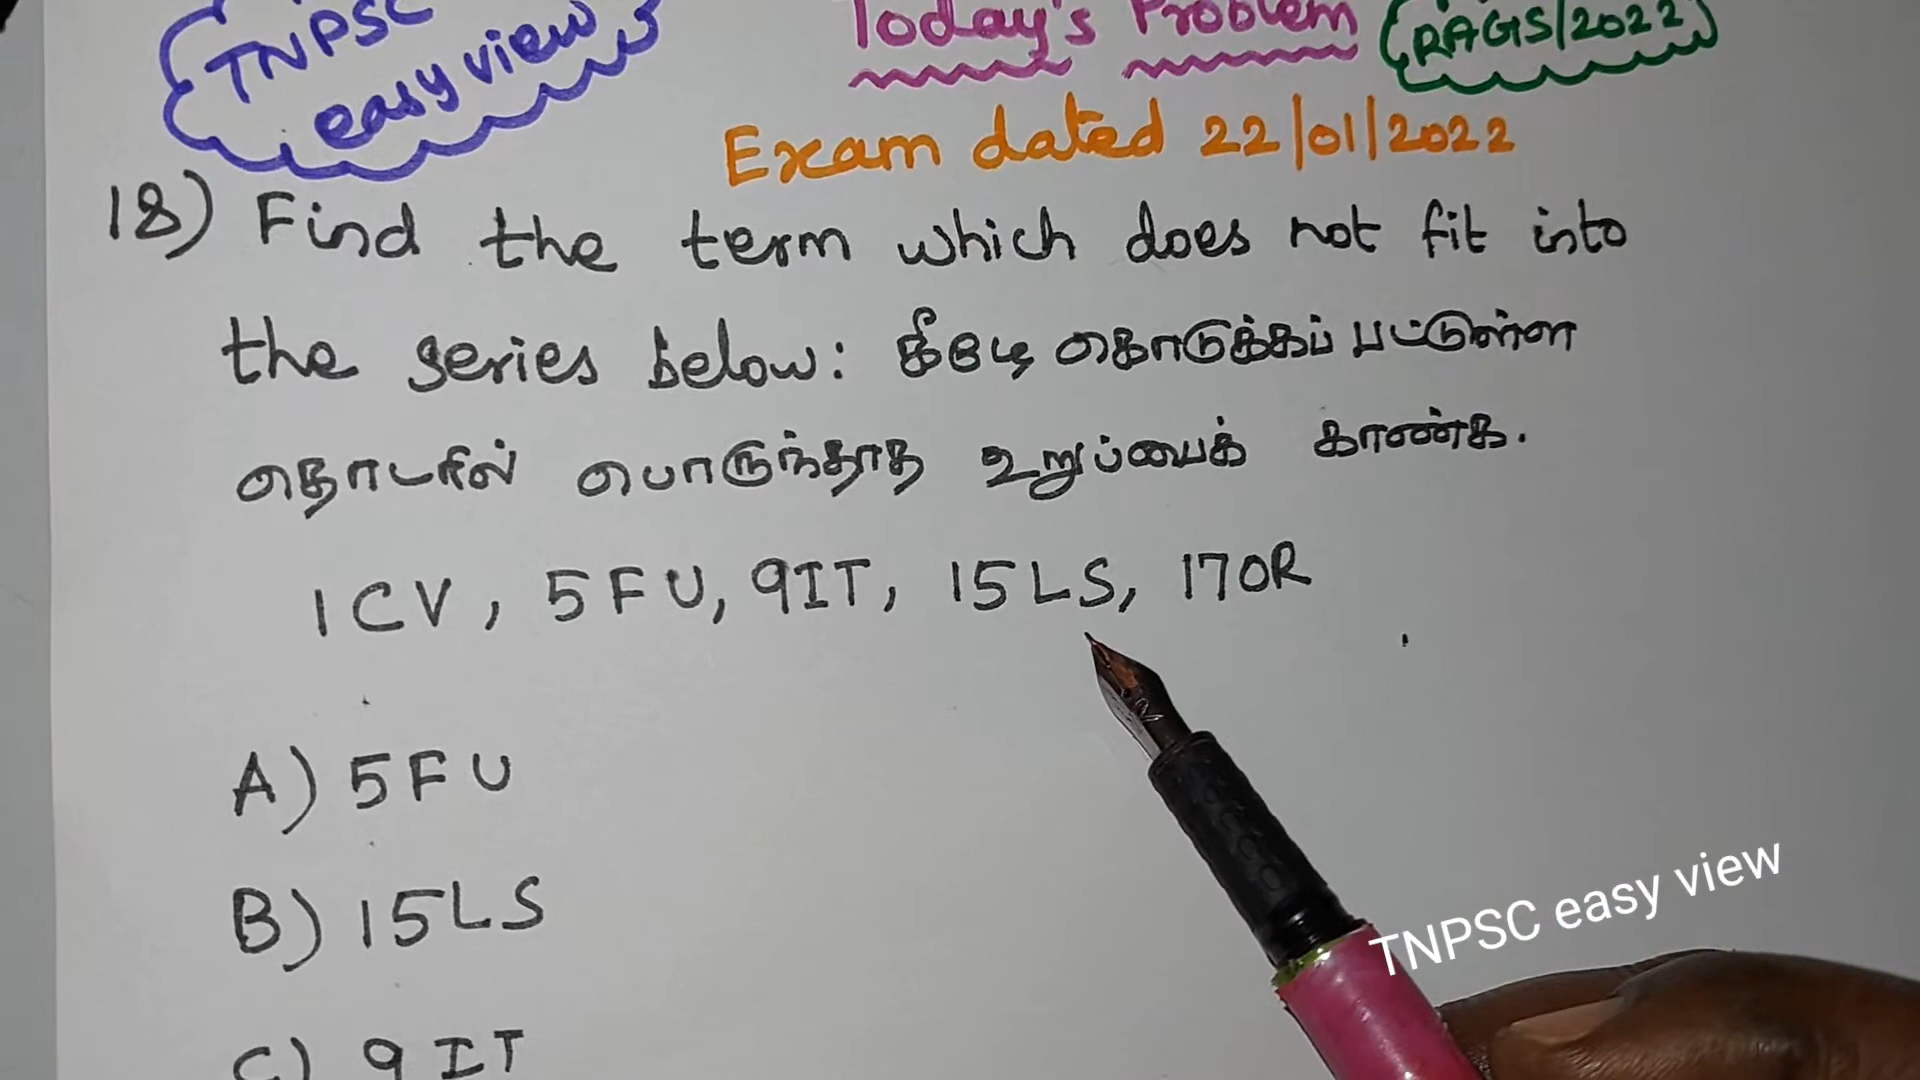 TNPSC
easy view
Today's Problem
RAGS/2022
Exam dated 22/01/2022
18) Find the term which does not fit into
the series below: கீழே கொடுக்கப் பட்டுள்ள
தொடரில் பொருந்தாத உறுப்பைக் காண்க.
1CV, 5FU, 9IT, 15LS, 17OR
A) 5FU
B) 15LS
C) 9IT
TNPSC easy view